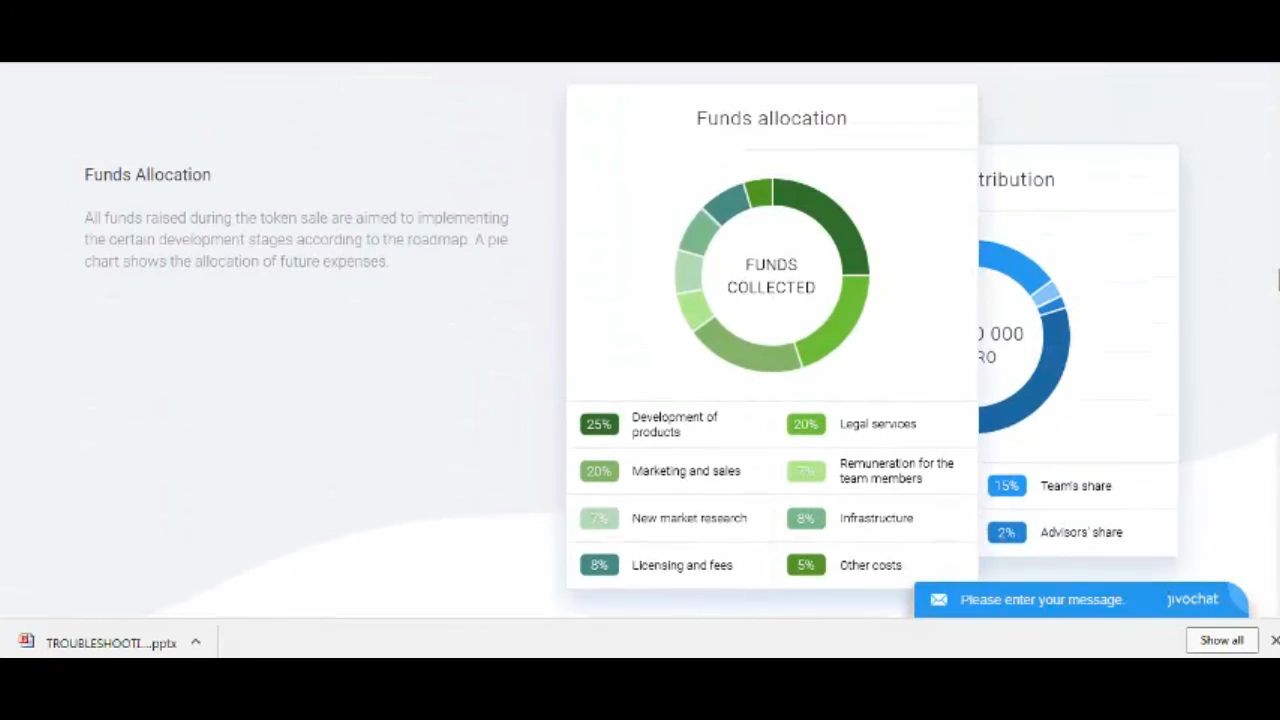 Funds Allocation
All funds raised during the token sale are aimed to implementing
the certain development stages according to the roadmap. A pie
chart shows the allocation of future expenses.
Funds allocation
FUNDS
COLLECTED
25% Development of
products
20% Legal services
20% Marketing and sales
7% Remuneration for the
team members
7% New market research
8% Infrastructure
8% Licensing and fees
5% Other costs
tribution
0 000
RO
15% Team's share
2% Advisors' share
Please enter your message. jivochat
TROUBLESHOOTI....pptx
Show all